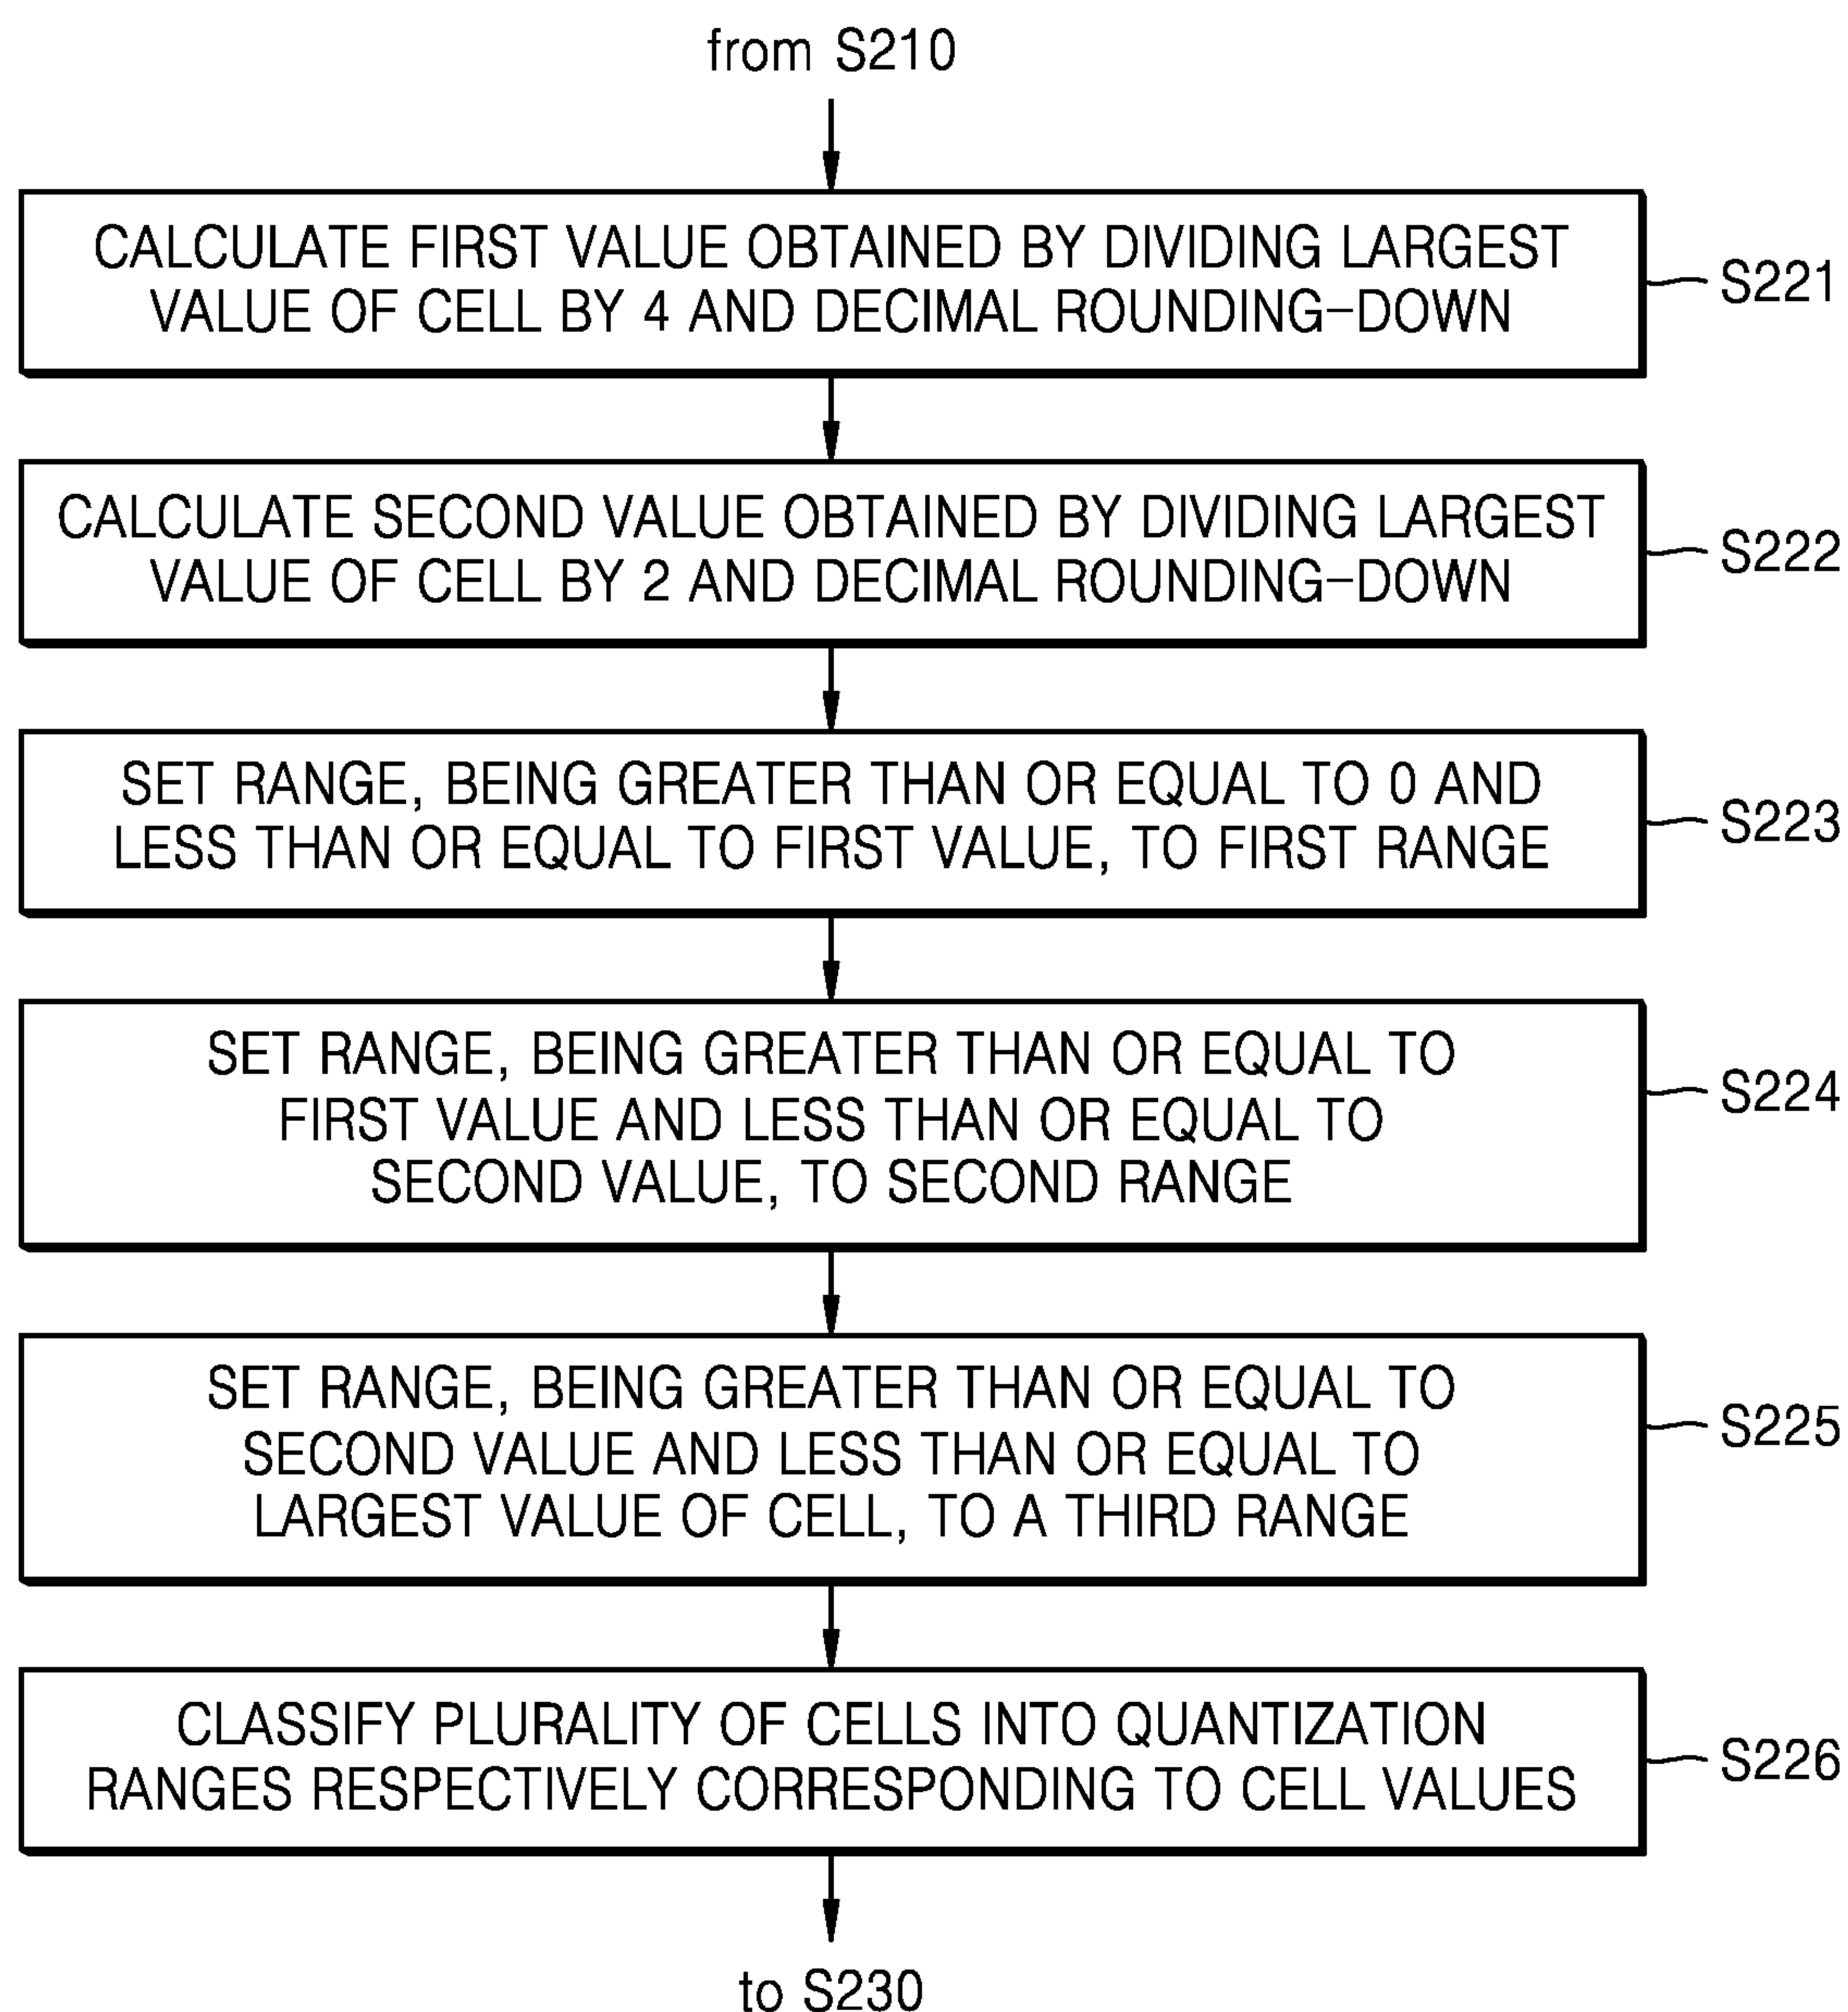 from S210
CALCULATE FIRST VALUE OBTAINED BY DIVIDING LARGEST
VALUE OF CELL BY 4 AND DECIMAL ROUNDING-DOWN
S221
CALCULATE SECOND VALUE OBTAINED BY DIVIDING LARGEST
VALUE OF CELL BY 2 AND DECIMAL ROUNDING-DOWN
S222
SET RANGE, BEING GREATER THAN OR EQUAL TO 0 AND
LESS THAN OR EQUAL TO FIRST VALUE, TO FIRST RANGE
S223
SET RANGE, BEING GREATER THAN OR EQUAL TO
FIRST VALUE AND LESS THAN OR EQUAL TO
SECOND VALUE, TO SECOND RANGE
S224
SET RANGE, BEING GREATER THAN OR EQUAL TO
SECOND VALUE AND LESS THAN OR EQUAL TO
LARGEST VALUE OF CELL, TO A THIRD RANGE
S225
CLASSIFY PLURALITY OF CELLS INTO QUANTIZATION
RANGES RESPECTIVELY CORRESPONDING TO CELL VALUES
S226
to S230